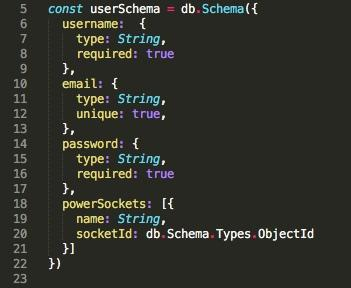 5 const userSchema = db.Schema({
6 username:  {
7 type: String,
8 required: true
9 },
10 email: {
11 type: String,
12 unique: true,
13 },
14 password: {
15 type: String,
16 required: true
17 },
18 powerSockets: [{
19 name: String,
20 socketId: db.Schema.Types.ObjectId
21 }]
22 })
23